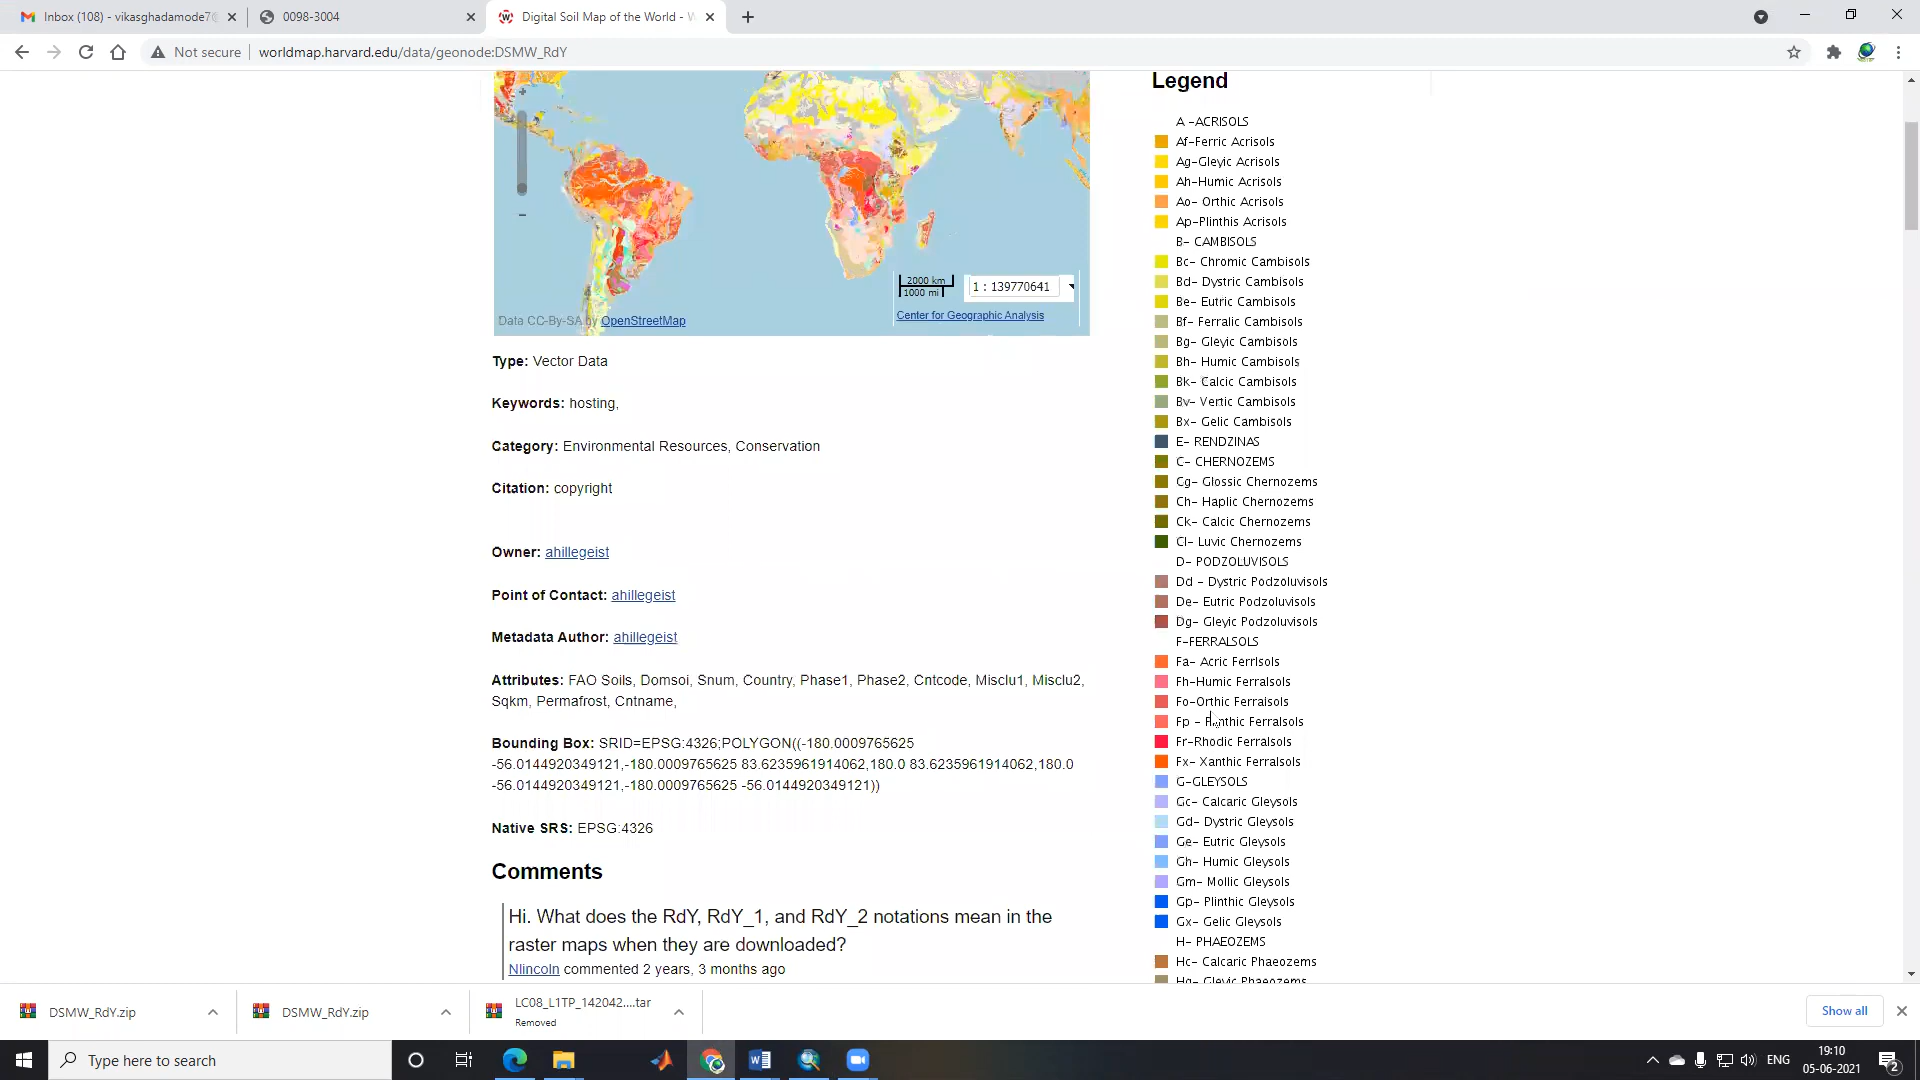 Inbox (108) - vikasghadamode7@
0098-3004
Digital Soil Map of the World - W
Not secure
worldmap.harvard.edu/data/geonode:DSMW_RdY
2000 km
1000 mi
1 : 139770641
Data CC-By-SA by OpenStreetMap
Center for Geographic Analysis
Type: Vector Data
Keywords: hosting,
Category: Environmental Resources, Conservation
Citation: copyright
Owner: ahillegeist
Point of Contact: ahillegeist
Metadata Author: ahillegeist
Attributes: FAO Soils, Domsoi, Snum, Country, Phase1, Phase2, Cntcode, Misclu1, Misclu2,
Sqkm, Permafrost, Cntname,
Bounding Box: SRID=EPSG:4326;POLYGON((-180.0009765625
-56.0144920349121,-180.0009765625 83.6235961914062,180.0 83.6235961914062,180.0
-56.0144920349121,-180.0009765625 -56.0144920349121))
Native SRS: EPSG:4326
Comments
Hi. What does the RdY, RdY_1, and RdY_2 notations mean in the
raster maps when they are downloaded?
Nlincoln commented 2 years, 3 months ago
Legend
A -ACRISOLS
Af-Ferric Acrisols
Ag-Gleyic Acrisols
Ah-Humic Acrisols
Ao- Orthic Acrisols
Ap-Plinthis Acrisols
B- CAMBISOLS
Bc- Chromic Cambisols
Bd- Dystric Cambisols
Be- Eutric Cambisols
Bf- Ferralic Cambisols
Bg- Gleyic Cambisols
Bh- Humic Cambisols
Bk- Calcic Cambisols
Bv- Vertic Cambisols
Bx- Gelic Cambisols
E- RENDZINAS
C- CHERNOZEMS
Cg- Glossic Chernozems
Ch- Haplic Chernozems
Ck- Calcic Chernozems
Cl- Luvic Chernozems
D- PODZOLUVISOLS
Dd - Dystric Podzoluvisols
De- Eutric Podzoluvisols
Dg- Gleyic Podzoluvisols
F-FERRALSOLS
Fa- Acric Ferrlsols
Fh-Humic Ferralsols
Fo-Orthic Ferralsols
Fp - Plinthic Ferralsols
Fr-Rhodic Ferralsols
Fx- Xanthic Ferralsols
G-GLEYSOLS
Gc- Calcaric Gleysols
Gd- Dystric Gleysols
Ge- Eutric Gleysols
Gh- Humic Gleysols
Gm- Mollic Gleysols
Gp- Plinthic Gleysols
Gx- Gelic Gleysols
H- PHAEOZEMS
Hc- Calcaric Phaeozems
Hg- Gleyic Phaeozems
DSMW_RdY.zip
DSMW_RdY.zip
LC08_L1TP_142042....tar
Removed
Show all
Type here to search
ENG
19:10
05-06-2021
2